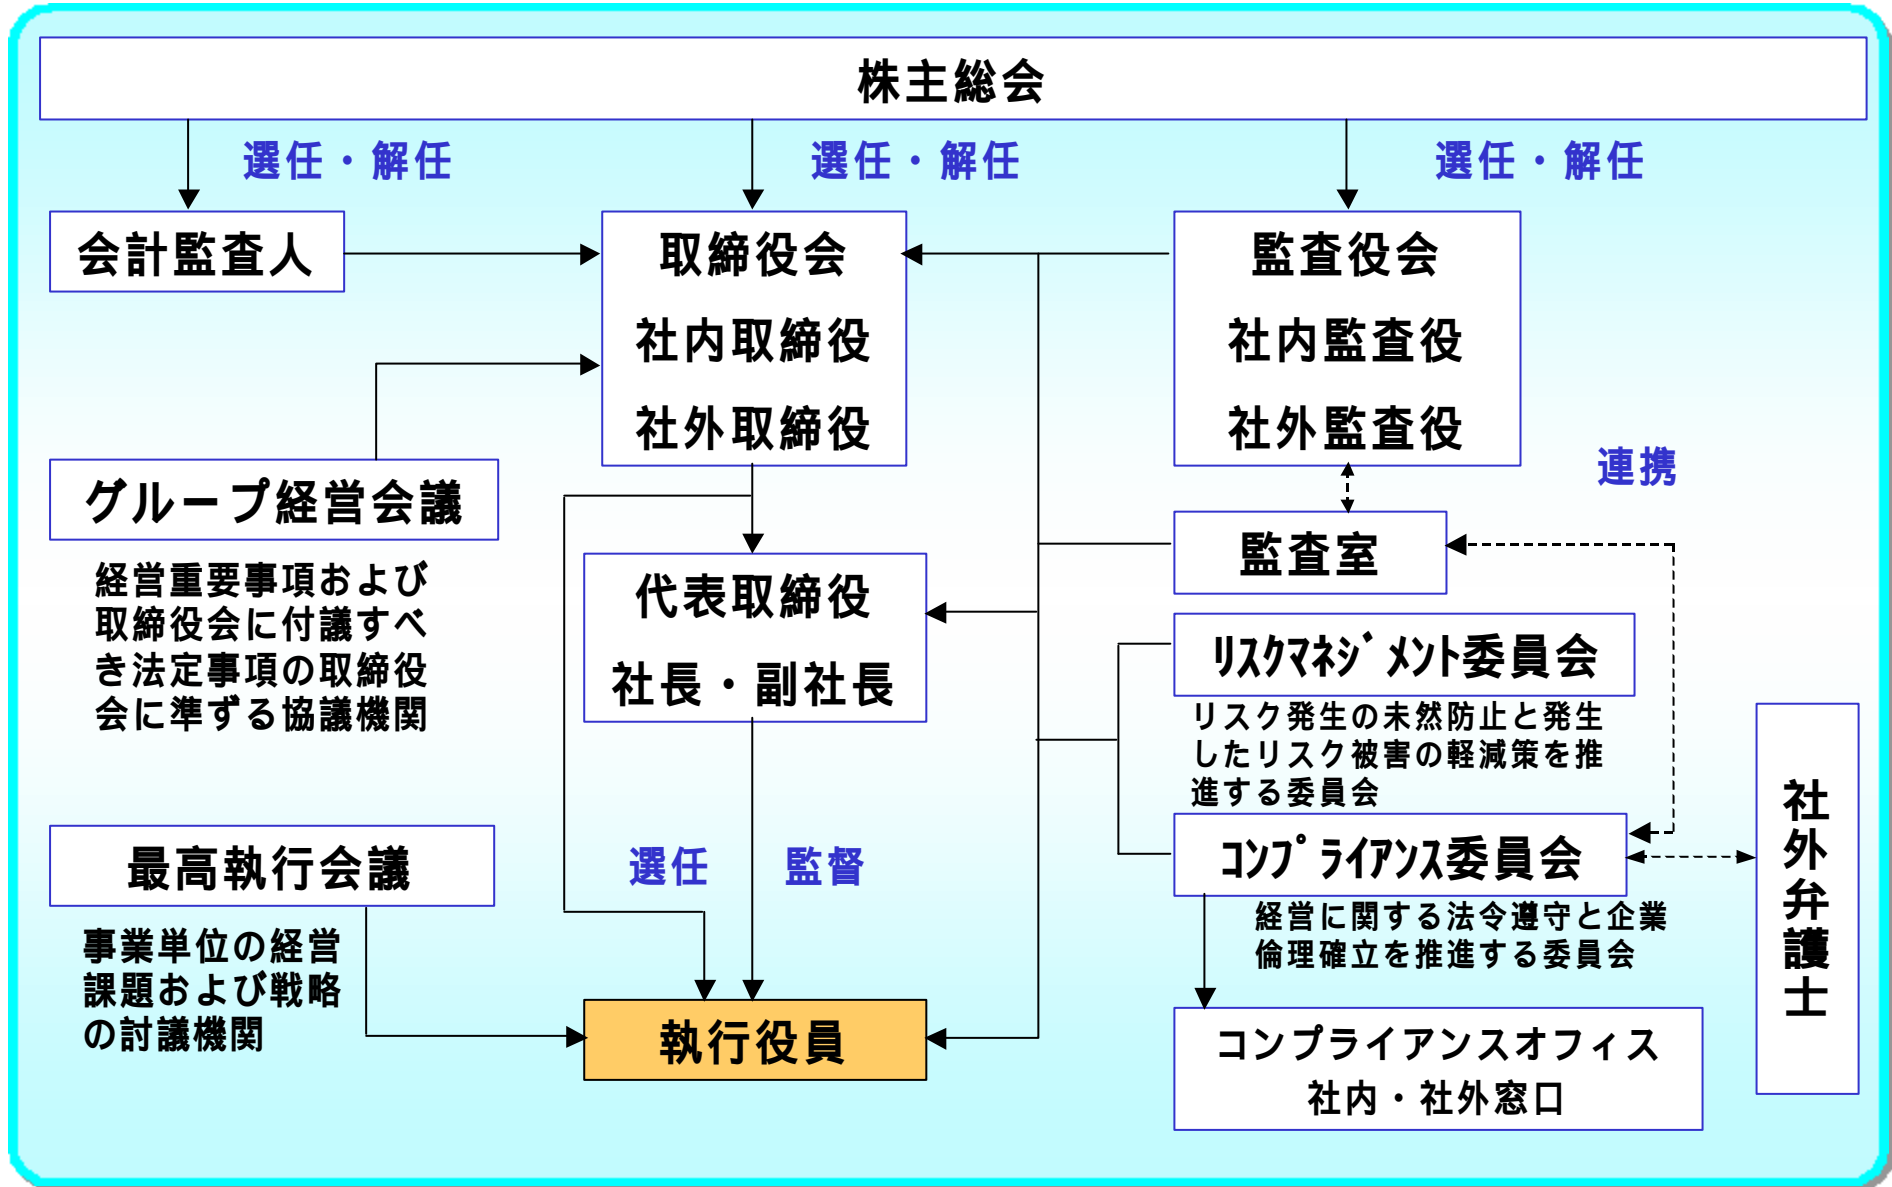 株主総会
選任・解任
選任・解任
選任・解任
会計監査人
取締役会
社内取締役
社外取締役
監査役会
社内監査役
社外監査役
連携
グループ経営会議
経営重要事項および
取締役会に付議すべ
き法定事項の取締役
会に準ずる協議機関
代表取締役
社長・副社長
監査室
ﾘｽｸﾏﾈｼﾞﾒﾝﾄ委員会
リスク発生の未然防止と発生
したリスク被害の軽減策を推
進する委員会
最高執行会議
事業単位の経営
課題および戦略
の討議機関
選任
監督
執行役員
ｺﾝﾌﾟﾗｲｱﾝｽ委員会
経営に関する法令遵守と企業
倫理確立を推進する委員会
コンプライアンスオフィス
社内・社外窓口
社外弁護士